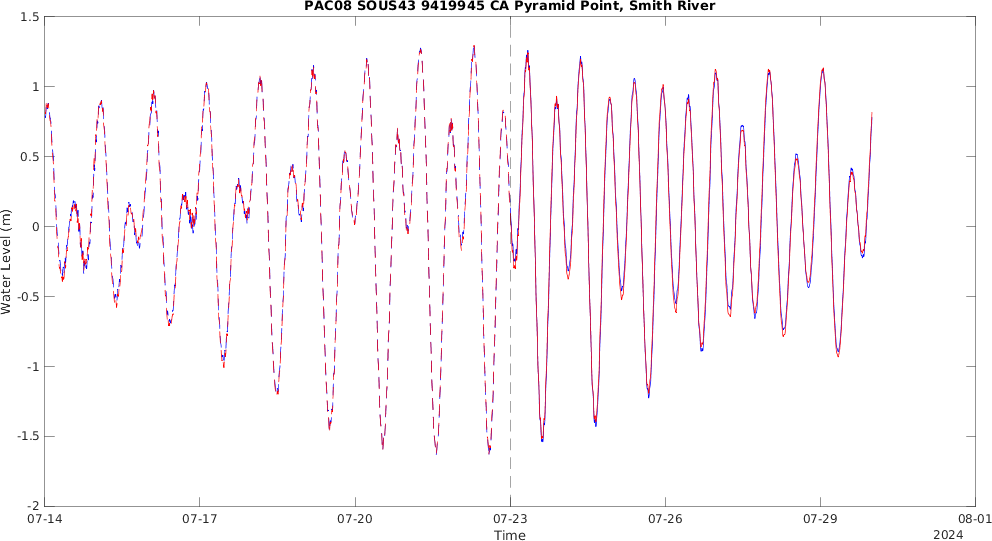 PAC08 SOUS43 9419945 CA Pyramid Point, Smith River
1.5
1
0.5
0
-0.5
-1
-1.5
-2
Water Level (m)
07-14 07-17 07-20 07-23 07-26 07-29 08-01
Time
2024